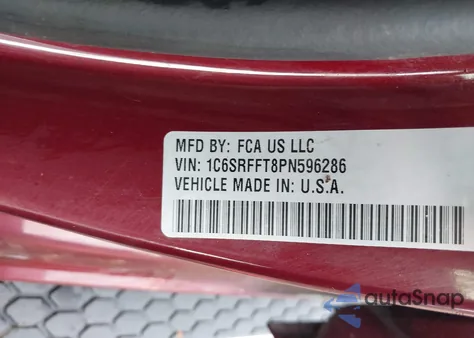 MFD BY: FCA US LLC
VIN: 1C6SRFFT8PN596286
VEHICLE MADE IN: U.S.A.
autoSnap